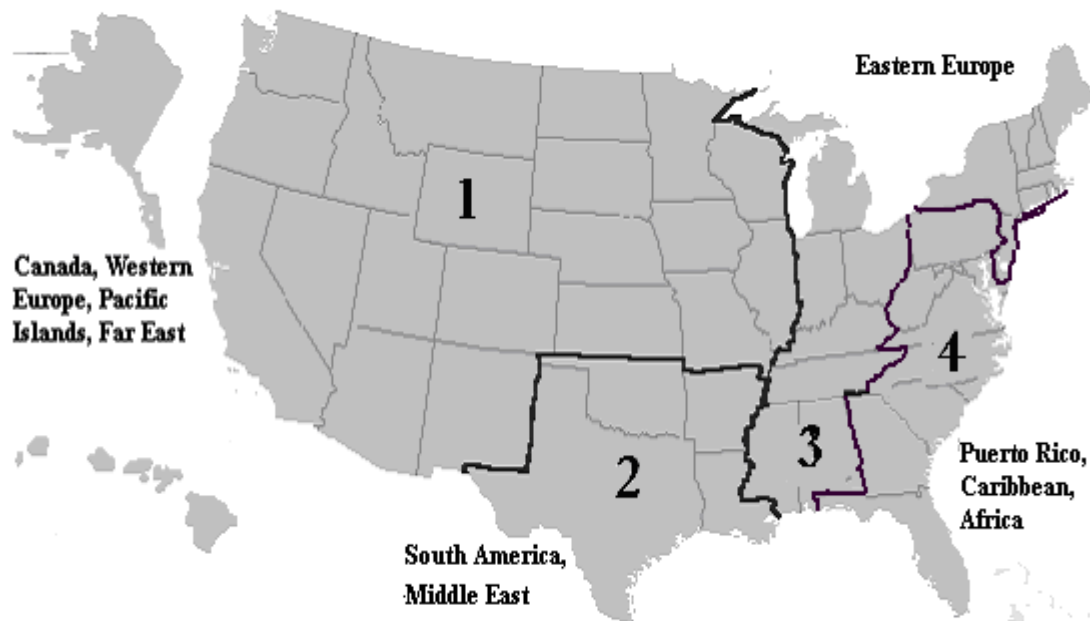 Eastern Europe
1
Canada, Western
Europe, Pacific
Islands, Far East
4
3
2
Puerto Rico,
Caribbean,
Africa
South America,
Middle East